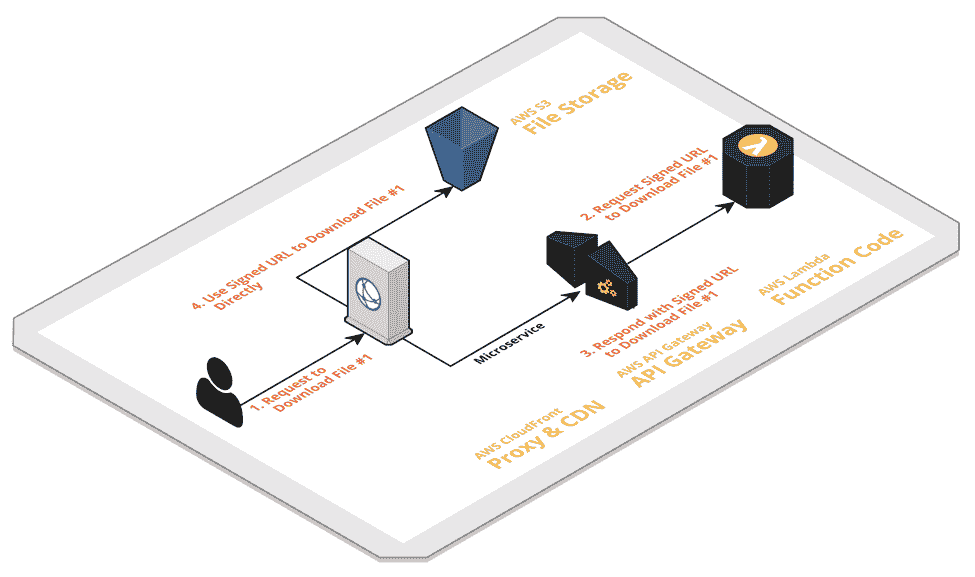 AWS S3
File Storage
2. Request Signed URL
to Download File #1
4. Use Signed URL to Download File #1
Directly
AWS Lambda
Function Code
3. Respond with Signed URL
to Download File #1
Microservice
AWS API Gateway
API Gateway
1. Request to
Download File #1
AWS CloudFront
Proxy & CDN